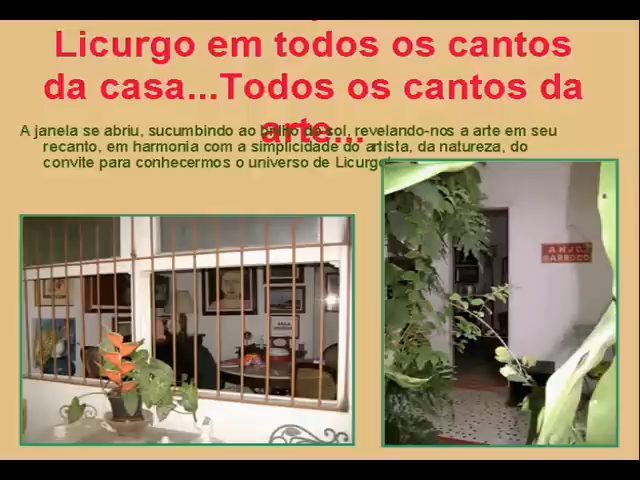 Licurgo em todos os cantos
da casa...Todos os cantos da
arte...
A janela se abriu, sucumbindo ao brilho do sol, revelando-nos a arte em seu
recanto, em harmonia com a simplicidade do artista, da natureza, do
convite para conhecermos o universo de Licurgo!
BARROCO